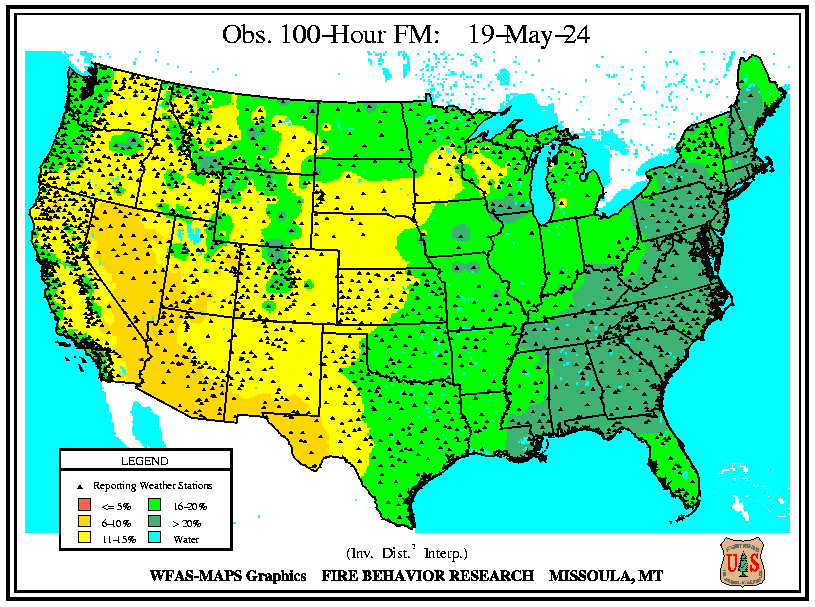 Obs. 100-Hour FM: 19-May-24
LEGEND
Reporting Weather Stations
<= 5%
16-20%
6-10%
> 20%
11-15%
Water
(Inv. Dist.² Interp.)
WFAS-MAPS Graphics FIRE BEHAVIOR RESEARCH MISSOULA, MT
U S